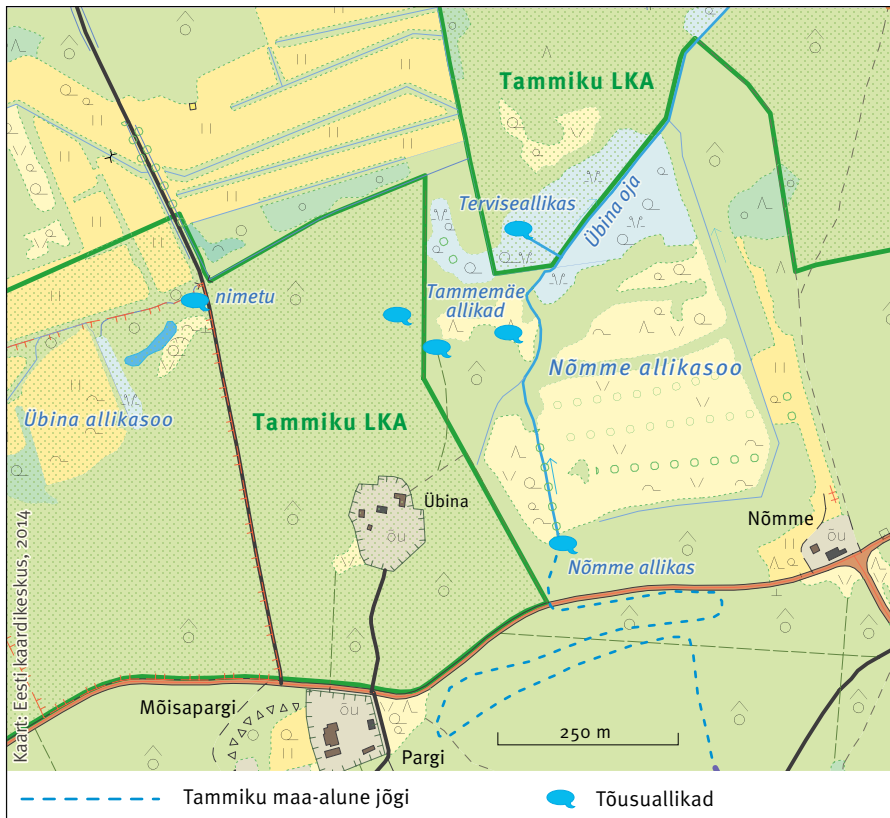 Tammiku LKA
Terviseallikas
Übina oja
nimetu
Tammemäe
allikad
Nõmme allikasoo
Übina allikasoo
Tammiku LKA
Übina
õu
Nõmme
õu
Nõmme allikas
Mõisapargi
õu
Pargi
250 m
Kaart: Eesti kaardikeskus, 2014
Tammiku maa-alune jõgi
Tõusuallikad